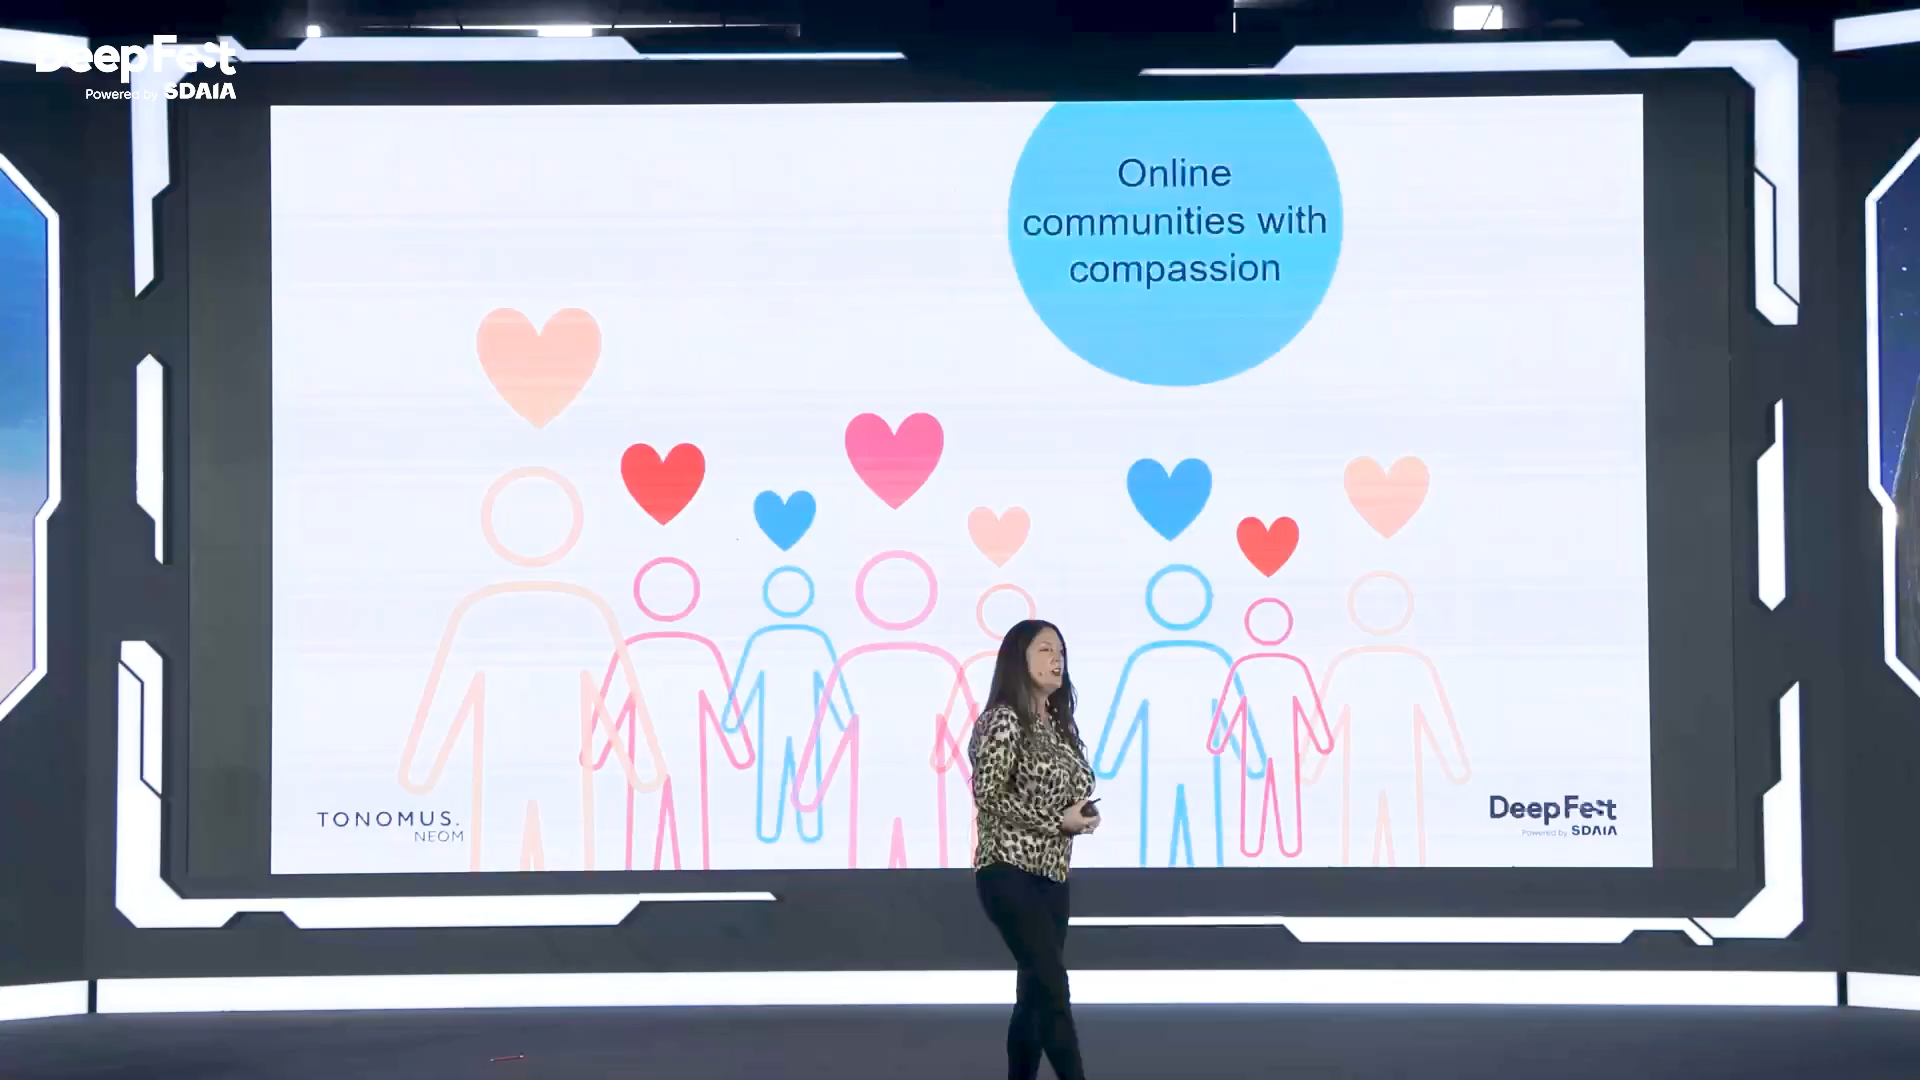 DeepFest
Powered by SDAIA
Online
communities with
compassion
TONOMUS.
NEOM
DeepFest
Powered by SDAIA